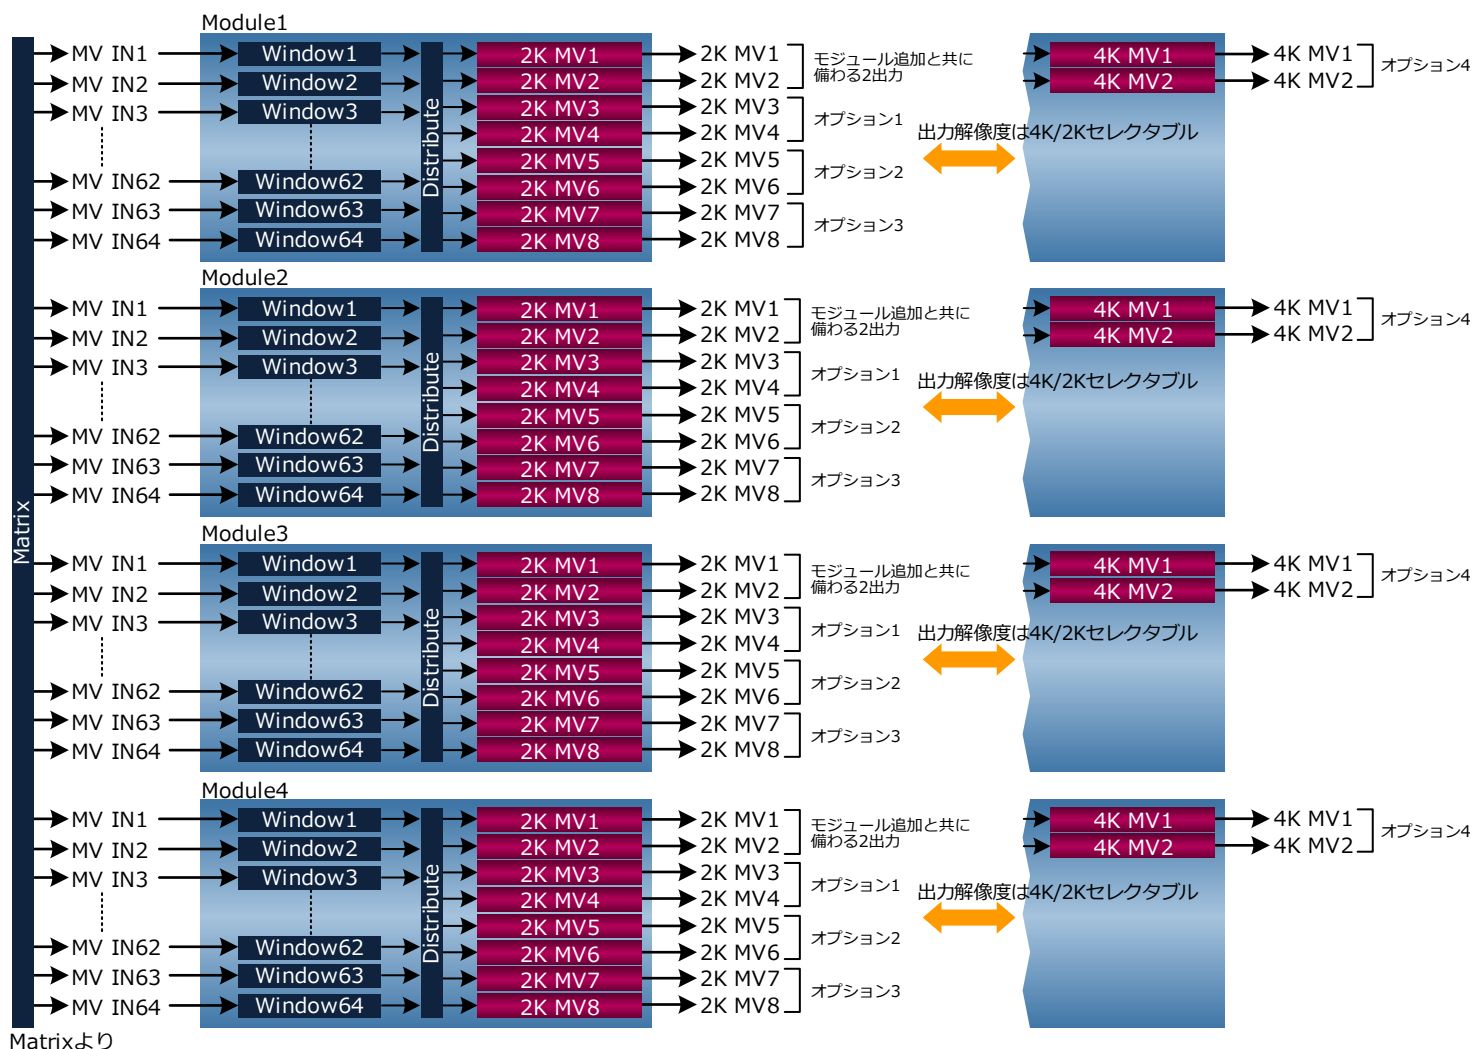 Module1
MV IN1 Window1 2K MV1 2K MV1 モジュール追加と共に 4K MV1 4K MV1
備わる2出力 オプション4
MV IN2 Window2 2K MV2 2K MV2 4K MV2 4K MV2
MV IN3 Window3 2K MV3 2K MV3
オプション1
2K MV4 2K MV4 出力解像度は4K/2Kセレクタブル
Distribute
2K MV5 2K MV5
オプション2
MV IN62 Window62 2K MV6 2K MV6
MV IN63 Window63 2K MV7 2K MV7
オプション3
MV IN64 Window64 2K MV8 2K MV8
Module2
MV IN1 Window1 2K MV1 2K MV1 モジュール追加と共に 4K MV1 4K MV1
備わる2出力 オプション4
MV IN2 Window2 2K MV2 2K MV2 4K MV2 4K MV2
MV IN3 Window3 2K MV3 2K MV3
オプション1
2K MV4 2K MV4 出力解像度は4K/2Kセレクタブル
Distribute
2K MV5 2K MV5
オプション2
MV IN62 Window62 2K MV6 2K MV6
MV IN63 Window63 2K MV7 2K MV7
オプション3
MV IN64 Window64 2K MV8 2K MV8
Matrix
Module3
MV IN1 Window1 2K MV1 2K MV1 モジュール追加と共に 4K MV1 4K MV1
備わる2出力 オプション4
MV IN2 Window2 2K MV2 2K MV2 4K MV2 4K MV2
MV IN3 Window3 2K MV3 2K MV3
オプション1
2K MV4 2K MV4 出力解像度は4K/2Kセレクタブル
Distribute
2K MV5 2K MV5
オプション2
MV IN62 Window62 2K MV6 2K MV6
MV IN63 Window63 2K MV7 2K MV7
オプション3
MV IN64 Window64 2K MV8 2K MV8
Module4
MV IN1 Window1 2K MV1 2K MV1 モジュール追加と共に 4K MV1 4K MV1
備わる2出力 オプション4
MV IN2 Window2 2K MV2 2K MV2 4K MV2 4K MV2
MV IN3 Window3 2K MV3 2K MV3
オプション1
2K MV4 2K MV4 出力解像度は4K/2Kセレクタブル
Distribute
2K MV5 2K MV5
オプション2
MV IN62 Window62 2K MV6 2K MV6
MV IN63 Window63 2K MV7 2K MV7
オプション3
MV IN64 Window64 2K MV8 2K MV8
Matrixより